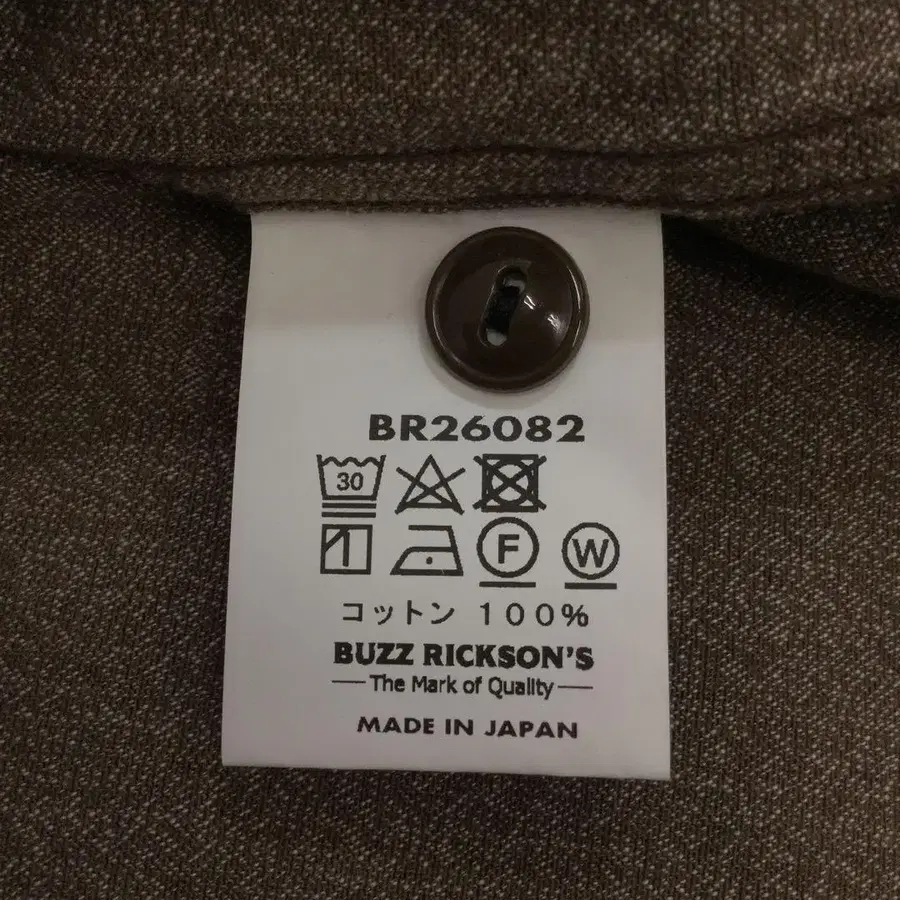 BR26082
30
F W
コットン 100%
BUZZ RICKSON'S
The Mark of Quality
MADE IN JAPAN